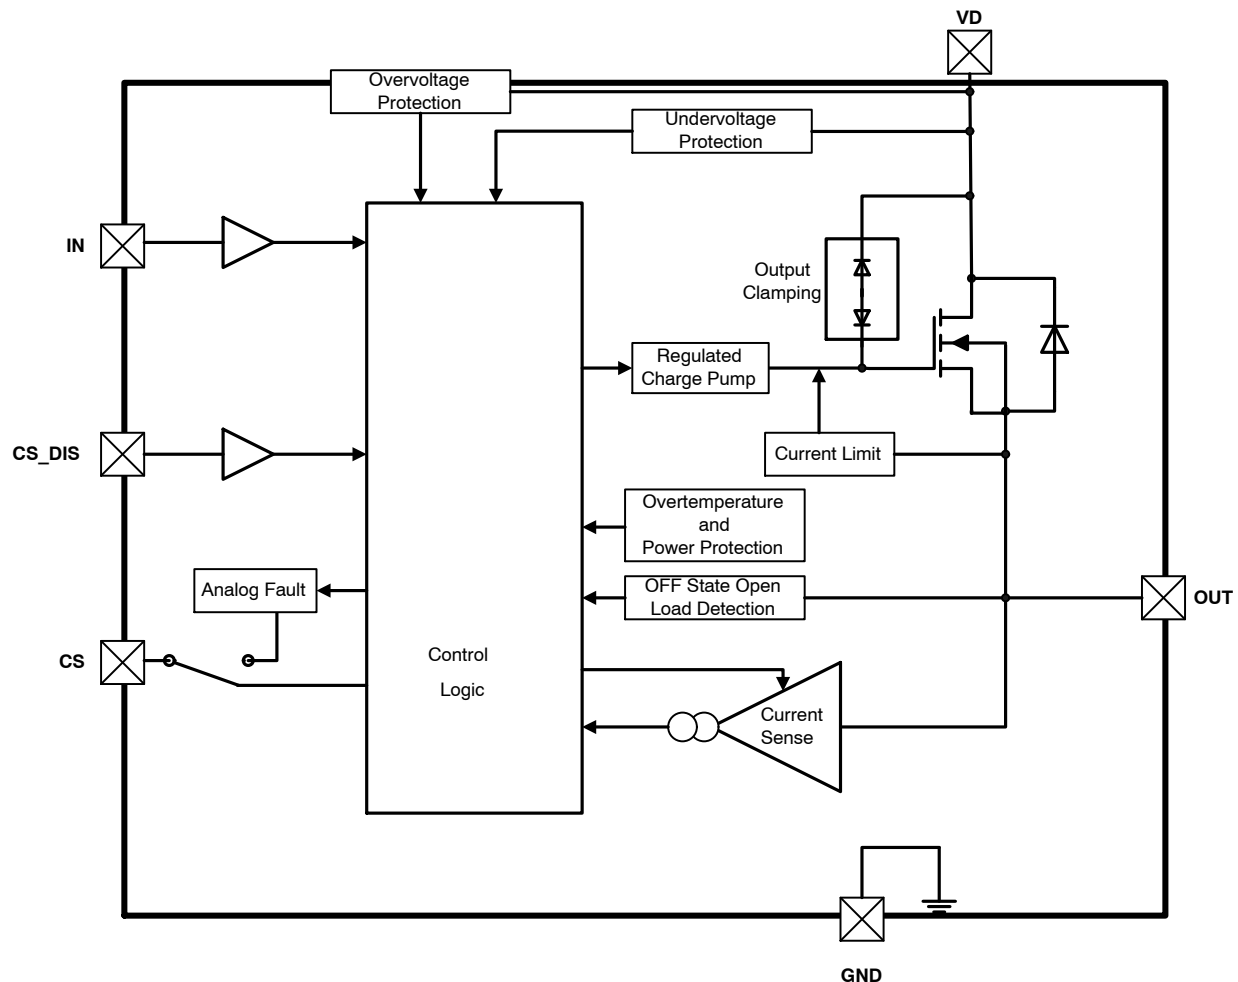 VD
Overvoltage
Protection
Undervoltage
Protection
IN
Output
Clamping
Regulated
Charge Pump
CS_DIS
Current Limit
Overtemperature
and
Power Protection
Analog Fault
OFF State Open
Load Detection
OUT
CS
Control
Logic
Current
Sense
GND